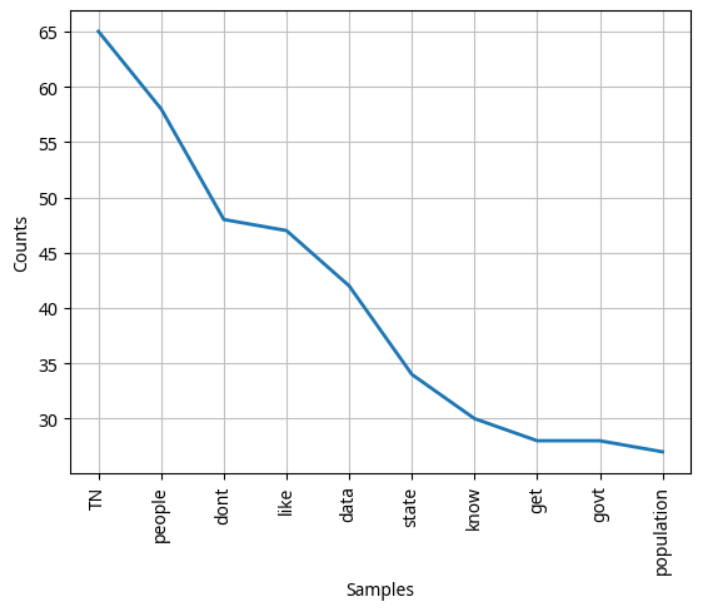 65
60
55
50
45
40
35
30
Counts
TN
people
dont
like
data
state
know
get
govt
population
Samples